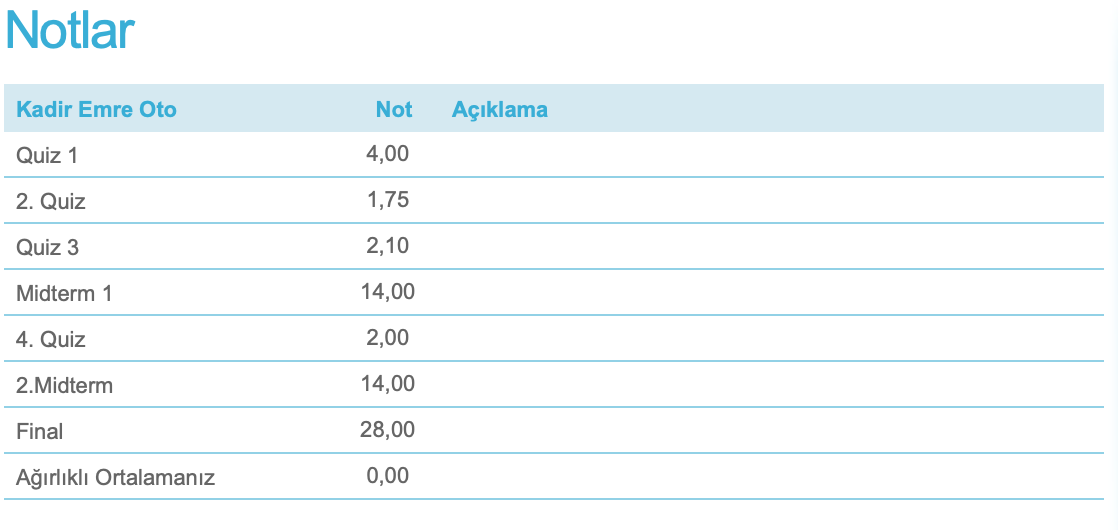 Notlar
Kadir Emre Oto Not Açıklama
Quiz 1 4,00
2. Quiz 1,75
Quiz 3 2,10
Midterm 1 14,00
4. Quiz 2,00
2.Midterm 14,00
Final 28,00
Ağırlıklı Ortalamanız 0,00